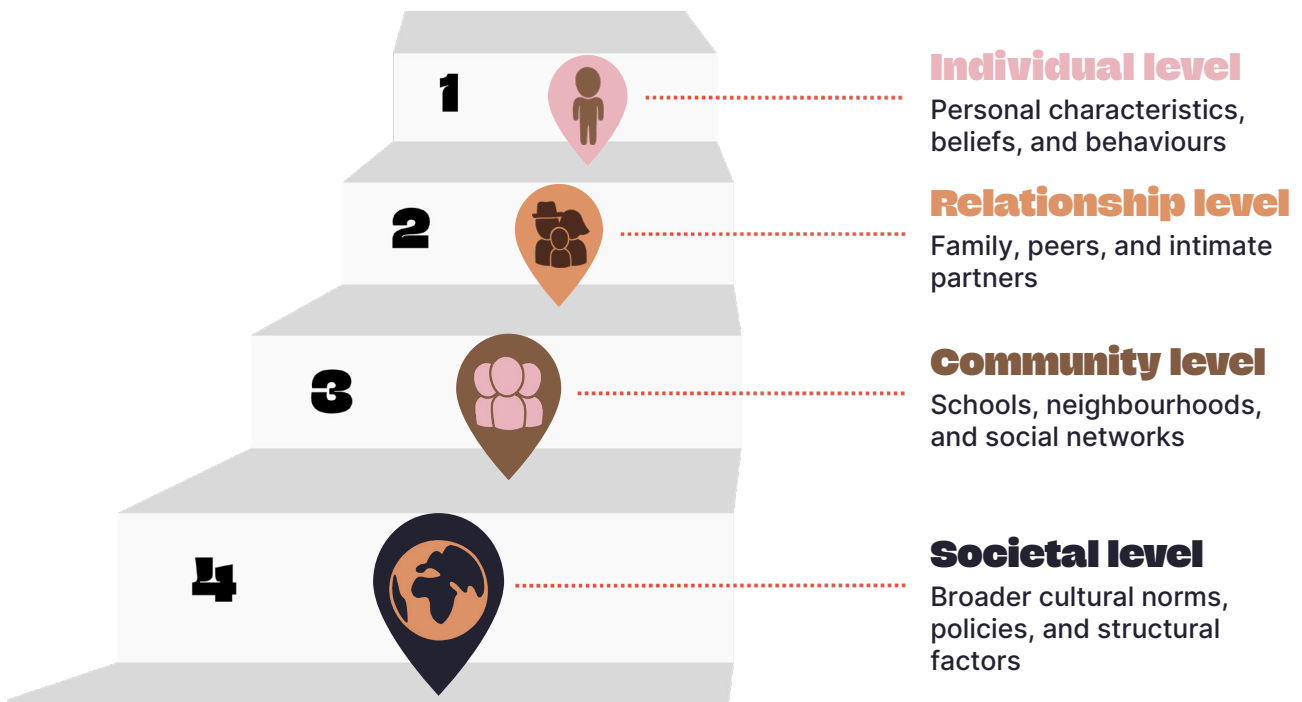 1
Individual level
Personal characteristics,
beliefs, and behaviours
2
Relationship level
Family, peers, and intimate
partners
3
Community level
Schools, neighbourhoods,
and social networks
4
Societal level
Broader cultural norms,
policies, and structural
factors